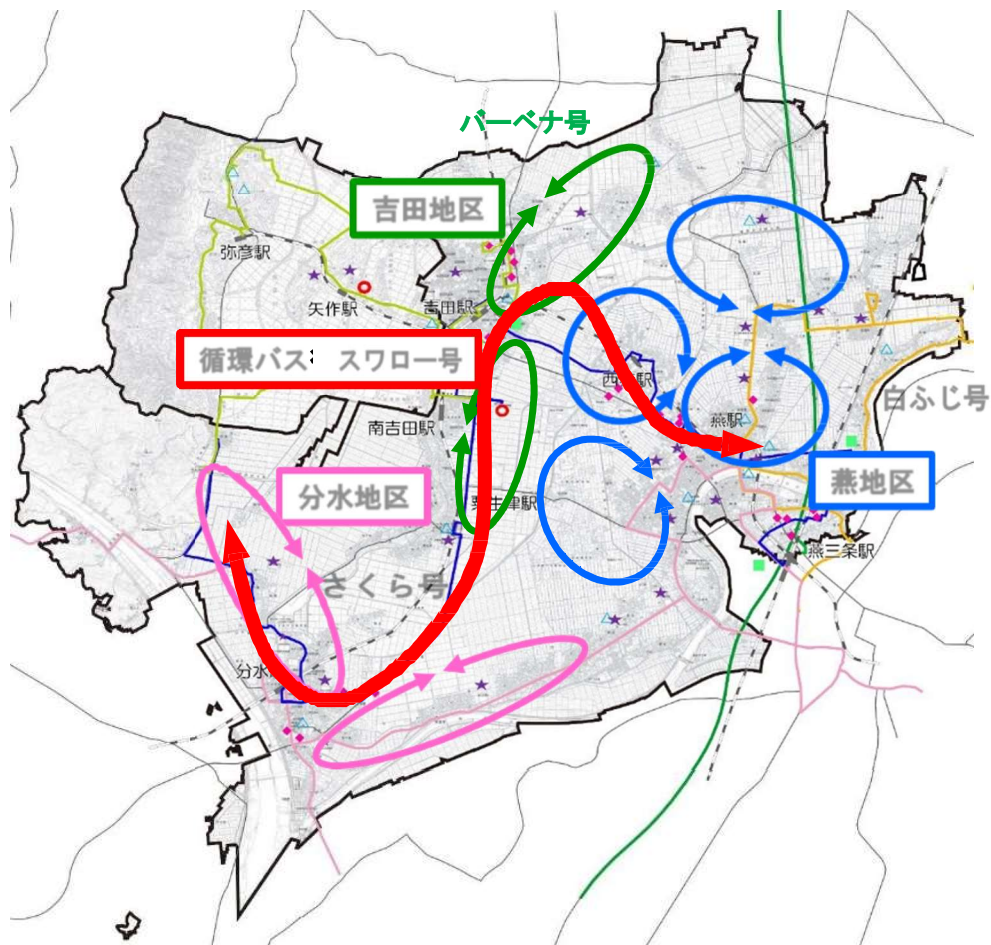 バーベナ号
吉田地区
弥彦駅
矢作駅
吉田駅
循環バス スワロー号
西燕駅
白ふじ号
南吉田駅
燕駅
分水地区
粟生津駅
燕地区
燕三条駅
さくら号
分水